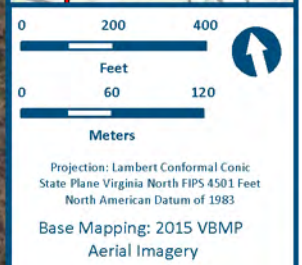 0 200 400
Feet
0 60 120
Meters
Projection: Lambert Conformal Conic
State Plane Virginia North FIPS 4501 Feet
North American Datum of 1983
Base Mapping: 2015 VBMP
Aerial Imagery